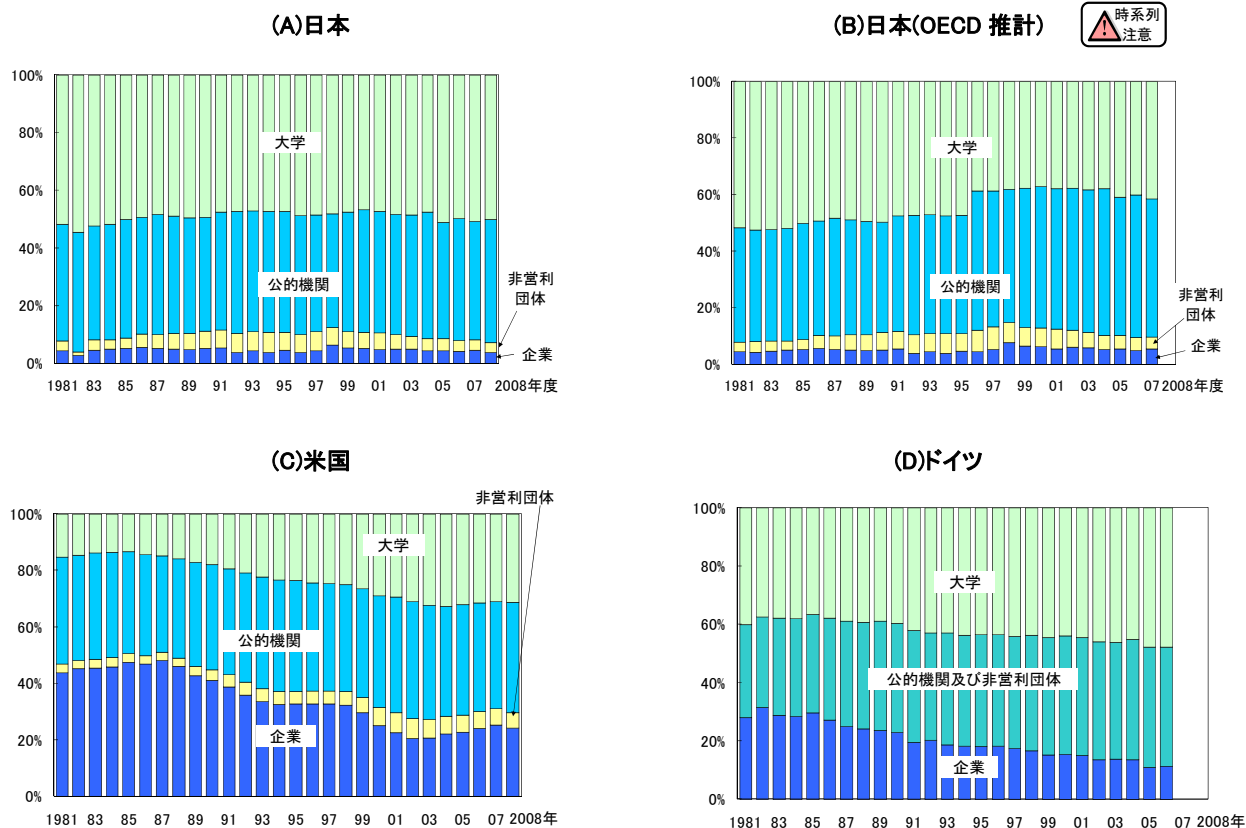 (A)日本
100%
80%
60%
40%
20%
0%
大学
公的機関
非営利
団体
企業
1981 83 85 87 89 91 93 95 97 99 01 03 05 07 2008年度
(B)日本(OECD 推計)
時系列
注意
100%
80%
60%
40%
20%
0%
大学
公的機関
非営利
団体
企業
1981 83 85 87 89 91 93 95 97 99 01 03 05 07 2008年度
(C)米国
非営利団体
100%
80%
60%
40%
20%
0%
大学
公的機関
企業
1981 83 85 87 89 91 93 95 97 99 01 03 05 07 2008年
(D)ドイツ
100%
80%
60%
40%
20%
0%
大学
公的機関及び非営利団体
企業
1981 83 85 87 89 91 93 95 97 99 01 03 05 07 2008年